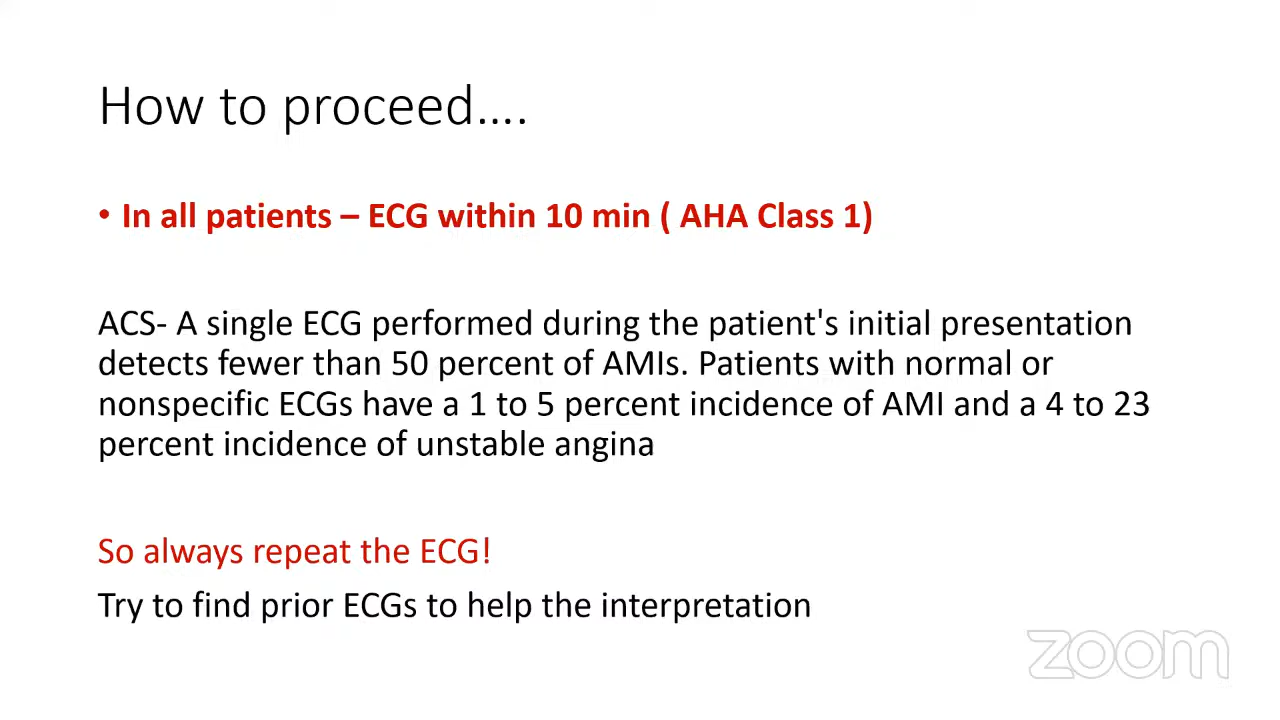 How to proceed....
• In all patients – ECG within 10 min ( AHA Class 1)
ACS- A single ECG performed during the patient's initial presentation
detects fewer than 50 percent of AMIs. Patients with normal or
nonspecific ECGs have a 1 to 5 percent incidence of AMI and a 4 to 23
percent incidence of unstable angina
So always repeat the ECG!
Try to find prior ECGs to help the interpretation
zoom